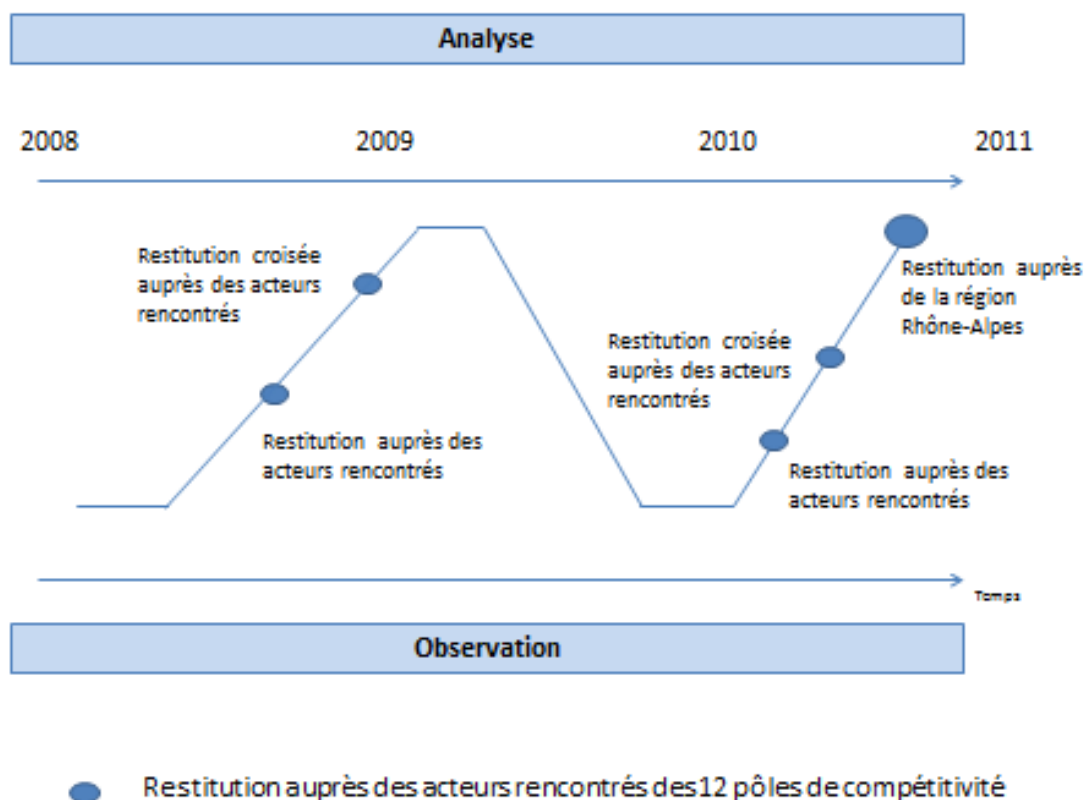 Analyse
2008 2009 2010 2011
Restitution croisée
auprès des acteurs
rencontrés
Restitution auprès des
acteurs rencontrés
Restitution croisée
auprès des acteurs
rencontrés
Restitution auprès
de la région
Rhône-Alpes
Restitution auprès des
acteurs rencontrés
Temps
Observation
Restitution auprès des acteurs rencontrés des 12 pôles de compétitivité